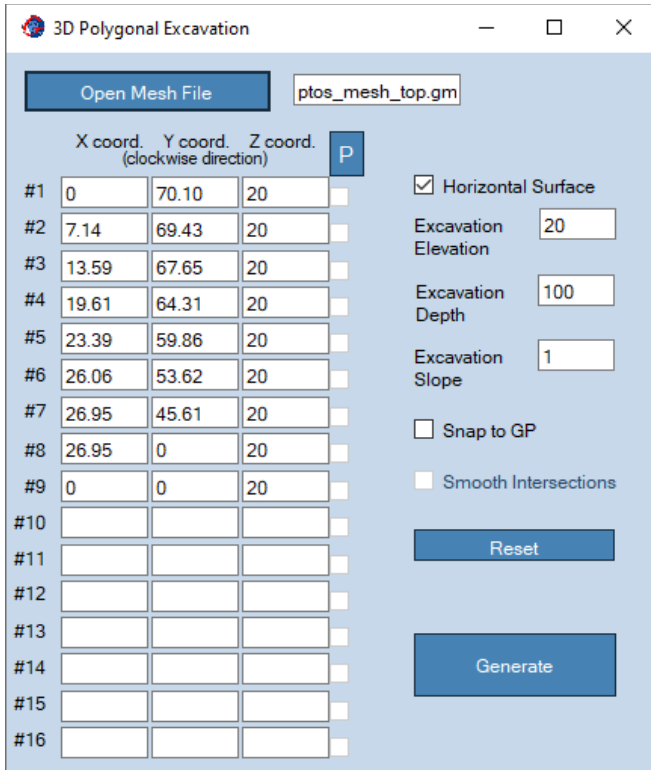 3D Polygonal Excavation
Open Mesh File ptos_mesh_top.gm
X coord. Y coord. Z coord. P
(clockwise direction)
#1 0 70.10 20 Horizontal Surface
#2 7.14 69.43 20 Excavation 20
Elevation
#3 13.59 67.65 20
#4 19.61 64.31 20 Excavation 100
Depth
#5 23.39 59.86 20
#6 26.06 53.62 20 Excavation 1
Slope
#7 26.95 45.61 20 Snap to GP
#8 26.95 0 20
#9 0 0 20 Smooth Intersections
#10
#11 Reset
#12
#13
#14 Generate
#15
#16